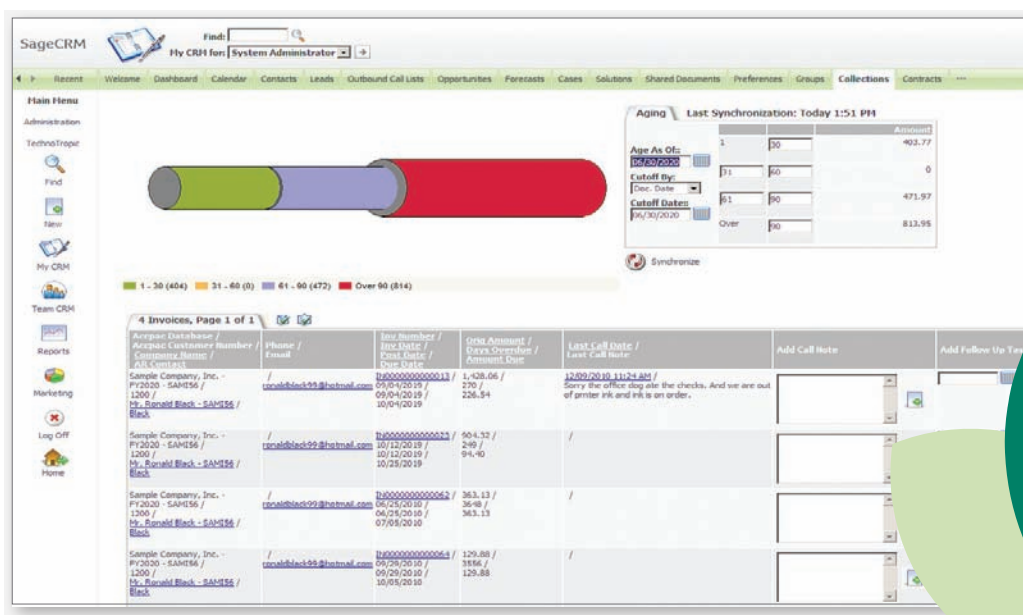 SageCRM
Find:
My CRM for: System Administrator
Recent Welcome Dashboard Calendar Contacts Leads Outbound Call Lists Opportunities Forecasts Cases Solutions Shared Documents Preferences Groups Collections Contracts ...
Main Menu
Administration
TechnoTropic
Find
New
My CRM
Team CRM
Reports
Marketing
Log Off
Home
Aging Last Synchronization: Today 1:51 PM
Amount
Age As Of::
06/30/2020
Cutoff By:
Doc. Date
Cutoff Date::
06/30/2020
1 30 403.77
31 60 0
61 90 471.97
Over 90 813.95
Synchronize
1 - 30 (404) 31 - 60 (0) 61 - 90 (472) Over 90 (814)
4 Invoices, Page 1 of 1
Accpac Database /
Accpac Customer Number /
Company Name /
AR Contact
Phone /
Email
Inv Number /
Inv Date /
Post Date /
Due Date
Orig Amount /
Days Overdue /
Amount Due
Last Call Date /
Last Call Note
Add Call Note
Add Follow Up
Sample Company, Inc. -
FY2020 - SAMI56 /
1200 /
Mr. Ronald Black - SAMI56 /
Black
/
ronaldblack99@hotmail.com
IN0000000000013 /
09/04/2019 /
09/04/2019 /
10/04/2019
1,428.06 /
270 /
226.54
12/09/2010 11:24 AM /
Sorry the office dog ate the checks. And we are out
of printer ink and ink is on order.
Sample Company, Inc. -
FY2020 - SAMI56 /
1200 /
Mr. Ronald Black - SAMI56 /
Black
/
ronaldblack99@hotmail.com
IN0000000000023 /
10/12/2019 /
10/12/2019 /
10/25/2019
904.32 /
249 /
94.40
/
Sample Company, Inc. -
FY2020 - SAMI56 /
1200 /
Mr. Ronald Black - SAMI56 /
Black
/
ronaldblack99@hotmail.com
IN0000000000062 /
06/25/2010 /
06/25/2010 /
07/05/2010
363.13 /
3648 /
363.13
/
Sample Company, Inc. -
FY2020 - SAMI56 /
1200 /
Mr. Ronald Black - SAMI56 /
Black
/
ronaldblack99@hotmail.com
IN0000000000064 /
09/29/2010 /
09/29/2010 /
10/05/2010
129.88 /
3556 /
129.88
/